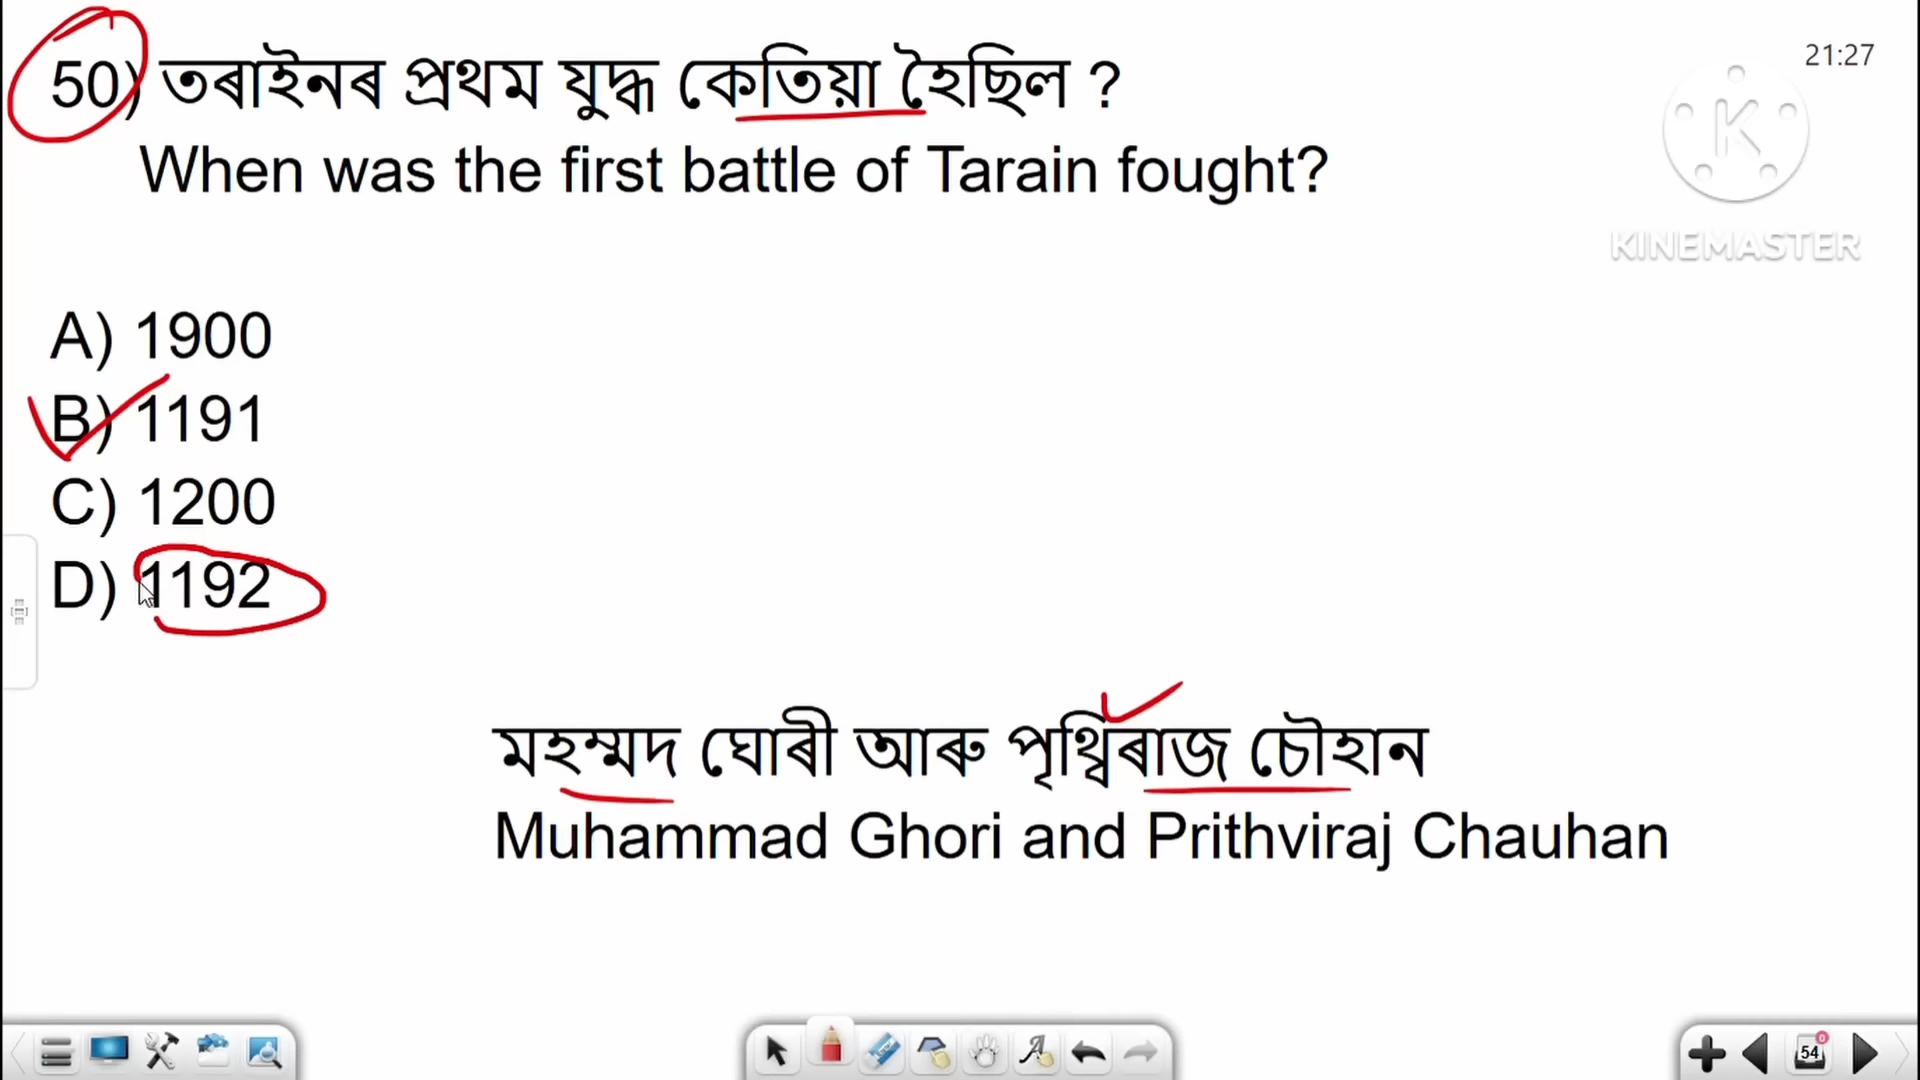 50) তৰাইনৰ প্ৰথম যুদ্ধ কেতিয়া হৈছিল ?
When was the first battle of Tarain fought?
21:27
K
KINEMASTER
A) 1900
B) 1191
C) 1200
D) 1192
মহম্মদ ঘোৰী আৰু পৃথ্বিৰাজ চৌহান
Muhammad Ghori and Prithviraj Chauhan
54
0